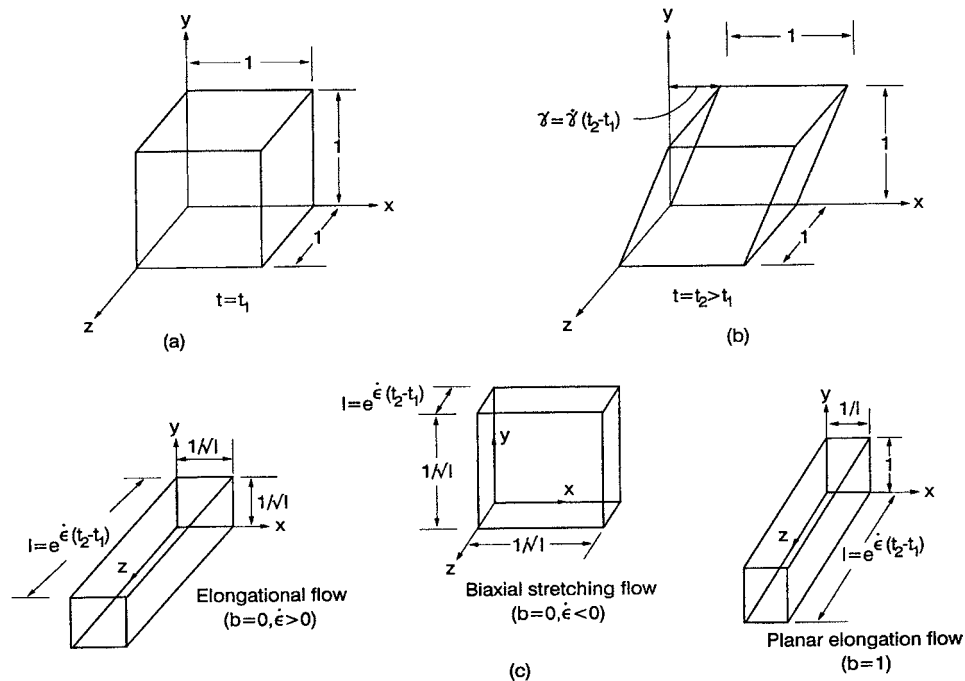 y
1
1
x
1
z
t=t₁
(a)
y
1
γ=γ̇(t₂-t₁)
1
x
1
z
t=t₂>t₁
(b)
y
1/√l
1/√l
x
l=e^ε̇(t₂-t₁)
z
Elongational flow
(b=0,ε̇>0)
l=e^ε̇(t₂-t₁)
y
1/√l
x
1/√l
z
Biaxial stretching flow
(b=0,ε̇<0)
(c)
y
1/l
1
x
z
l=e^ε̇(t₂-t₁)
Planar elongation flow
(b=1)